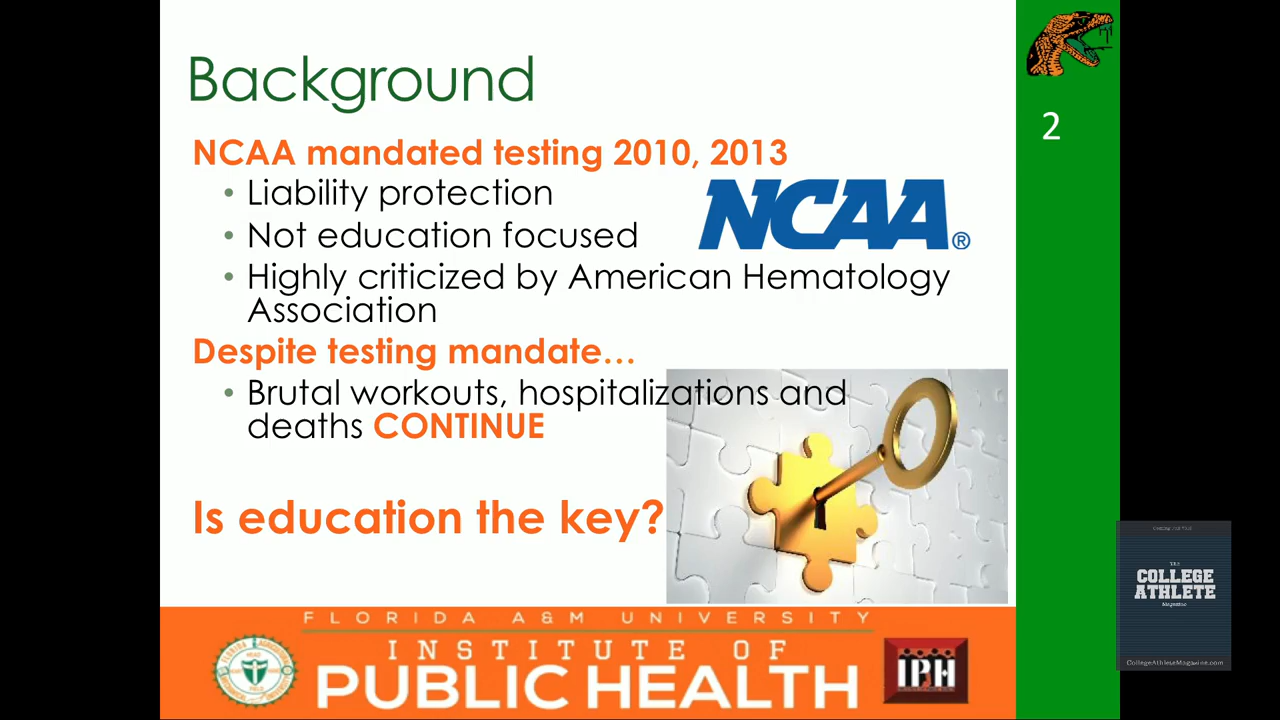 Background
2
NCAA mandated testing 2010, 2013
• Liability protection
• Not education focused
NCAA®
• Highly criticized by American Hematology
Association
Despite testing mandate…
• Brutal workouts, hospitalizations and
deaths CONTINUE
Is education the key?
FLORIDA A&M UNIVERSITY
INSTITUTE OF
PUBLIC HEALTH
IPH
THE
COLLEGE
ATHLETE
Magazine
CollegeAthleteMagazine.com